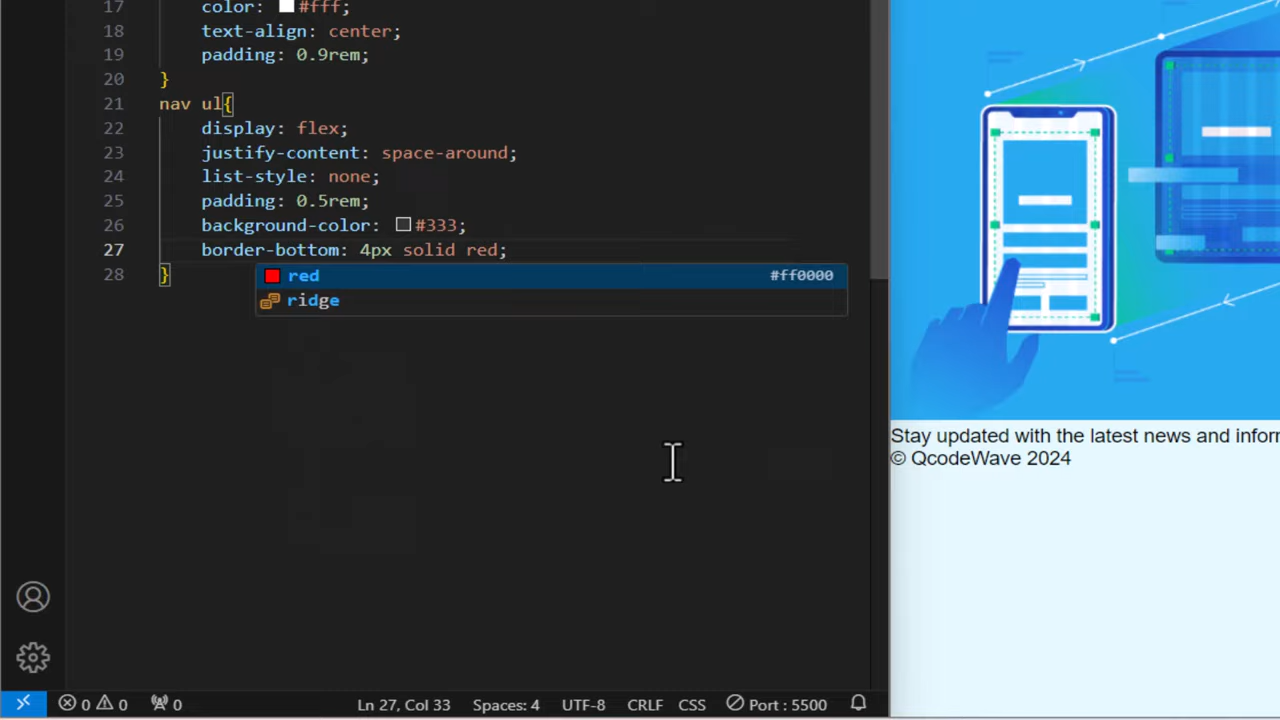 17 color: #fff;
18 text-align: center;
19 padding: 0.9rem;
20 }
21 nav ul{
22 display: flex;
23 justify-content: space-around;
24 list-style: none;
25 padding: 0.5rem;
26 background-color: #333;
27 border-bottom: 4px solid red;
red #ff0000
28 }
ridge
Stay updated with the latest news and infor
© QcodeWave 2024
0 0 0 Ln 27, Col 33 Spaces: 4 UTF-8 CRLF CSS Port : 5500